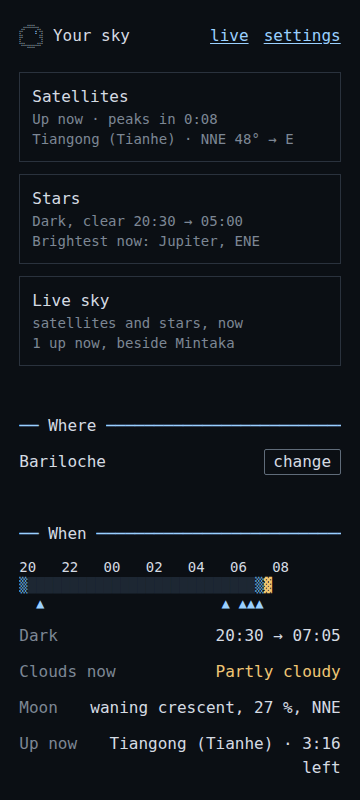 Your sky live settings
Satellites
Up now · peaks in 0:08
Tiangong (Tianhe) · NNE 48° → E
Stars
Dark, clear 20:30 → 05:00
Brightest now: Jupiter, ENE
Live sky
satellites and stars, now
1 up now, beside Mintaka
Where
Bariloche change
When
20 22 00 02 04 06 08
Dark 20:30 → 07:05
Clouds now Partly cloudy
Moon waning crescent, 27 %, NNE
Up now Tiangong (Tianhe) · 3:16
left